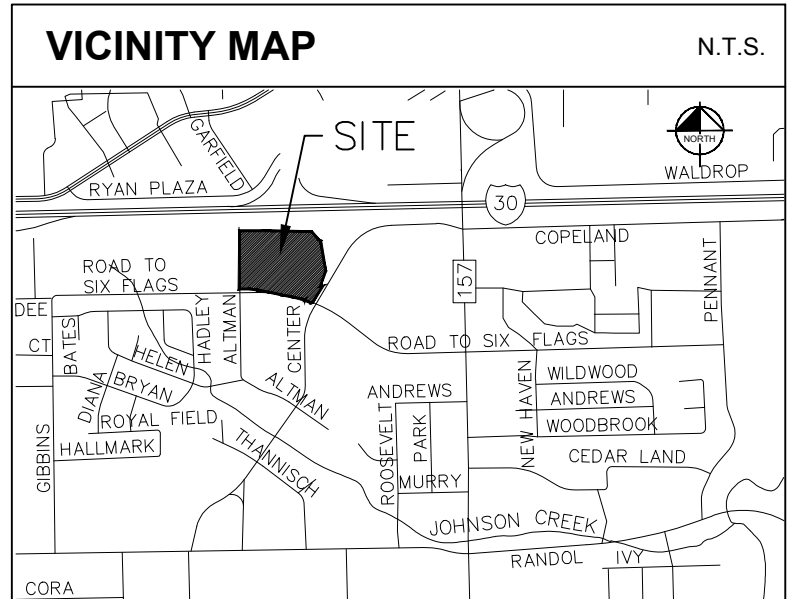 VICINITY MAP
N.T.S.
GARFIELD
SITE
NORTH
RYAN PLAZA
WALDROP
30
COPELAND
ROAD TO
SIX FLAGS
157
PENNANT
DEE
HADLEY
ALTMAN
CENTER
CT
BATES
ROAD TO SIX FLAGS
HELEN
DIANA
BRYAN
ALTMAN
ANDREWS
WILDWOOD
ANDREWS
NEW HAVEN
ROYAL FIELD
ROOSEVELT
PARK
WOODBROOK
HALLMARK
GIBBINS
THANNISCH
CEDAR LAND
MURRY
JOHNSON CREEK
RANDOL
IVY
CORA